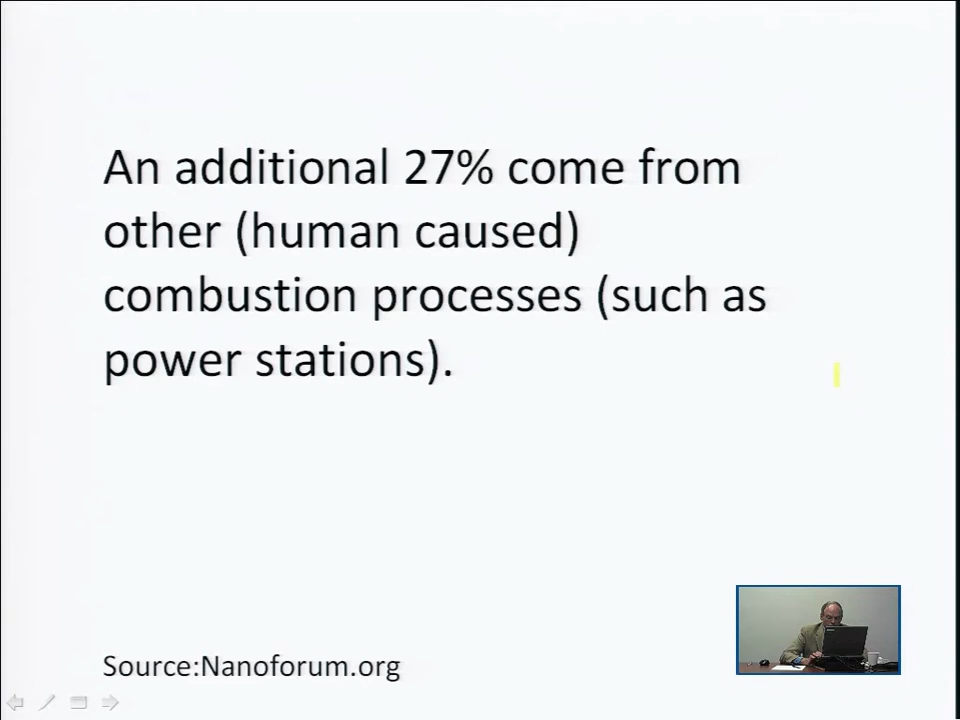 An additional 27% come from
other (human caused)
combustion processes (such as
power stations).
Source:Nanoforum.org